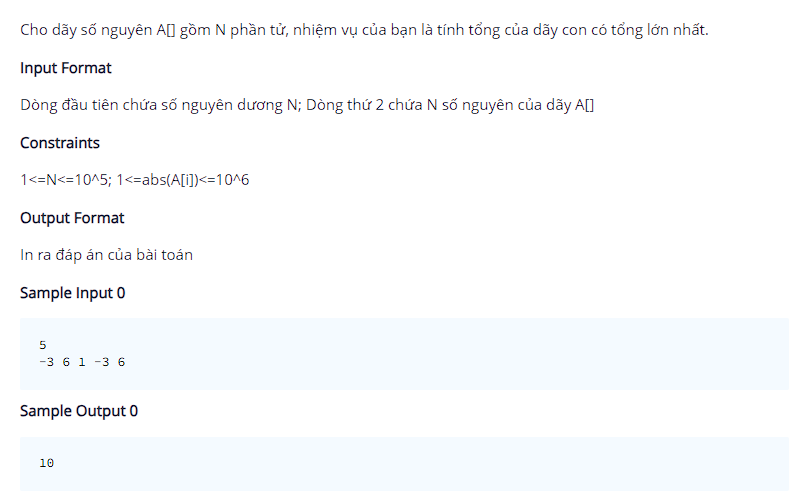 Cho dãy số nguyên A[] gồm N phần tử, nhiệm vụ của bạn là tính tổng của dãy con có tổng lớn nhất.
Input Format
Dòng đầu tiên chứa số nguyên dương N; Dòng thứ 2 chứa N số nguyên của dãy A[]
Constraints
1<=N<=10^5; 1<=abs(A[i])<=10^6
Output Format
In ra đáp án của bài toán
Sample Input 0
5
-3 6 1 -3 6
Sample Output 0
10